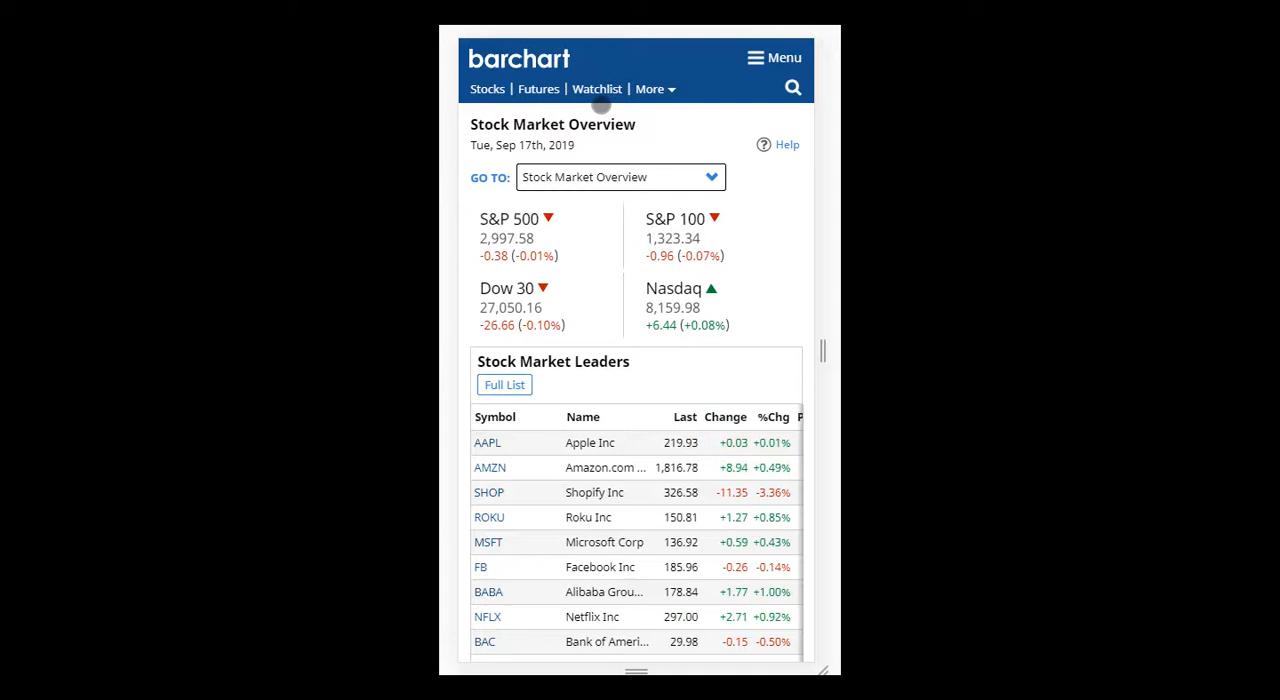 barchart Menu
Stocks | Futures | Watchlist | More
Stock Market Overview
Tue, Sep 17th, 2019 ? Help
GO TO: Stock Market Overview
S&P 500 S&P 100
2,997.58 1,323.34
-0.38 (-0.01%) -0.96 (-0.07%)
Dow 30 Nasdaq
27,050.16 8,159.98
-26.66 (-0.10%) +6.44 (+0.08%)
Stock Market Leaders
Full List
Symbol Name Last Change %Chg P
AAPL Apple Inc 219.93 +0.03 +0.01%
AMZN Amazon.com ... 1,816.78 +8.94 +0.49%
SHOP Shopify Inc 326.58 -11.35 -3.36%
ROKU Roku Inc 150.81 +1.27 +0.85%
MSFT Microsoft Corp 136.92 +0.59 +0.43%
FB Facebook Inc 185.96 -0.26 -0.14%
BABA Alibaba Grou... 178.84 +1.77 +1.00%
NFLX Netflix Inc 297.00 +2.71 +0.92%
BAC Bank of Ameri... 29.98 -0.15 -0.50%